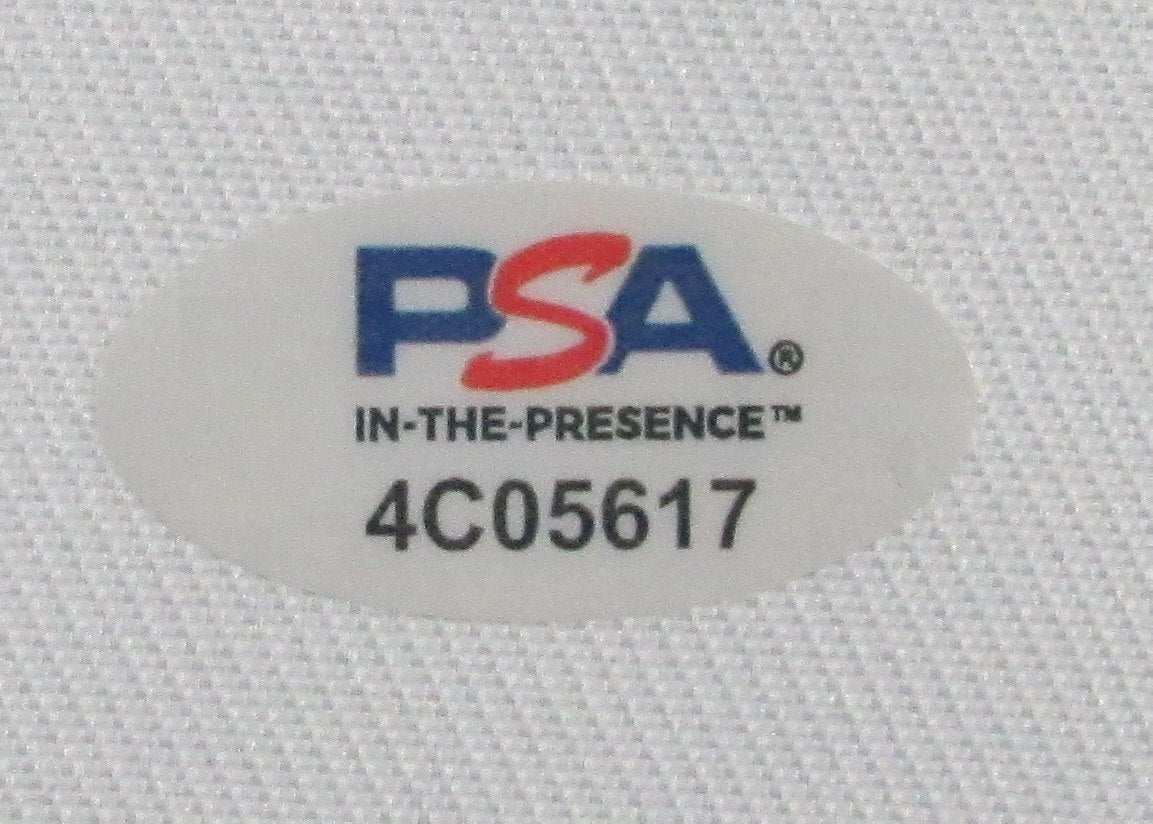 PSA®
IN-THE-PRESENCE™
4C05617